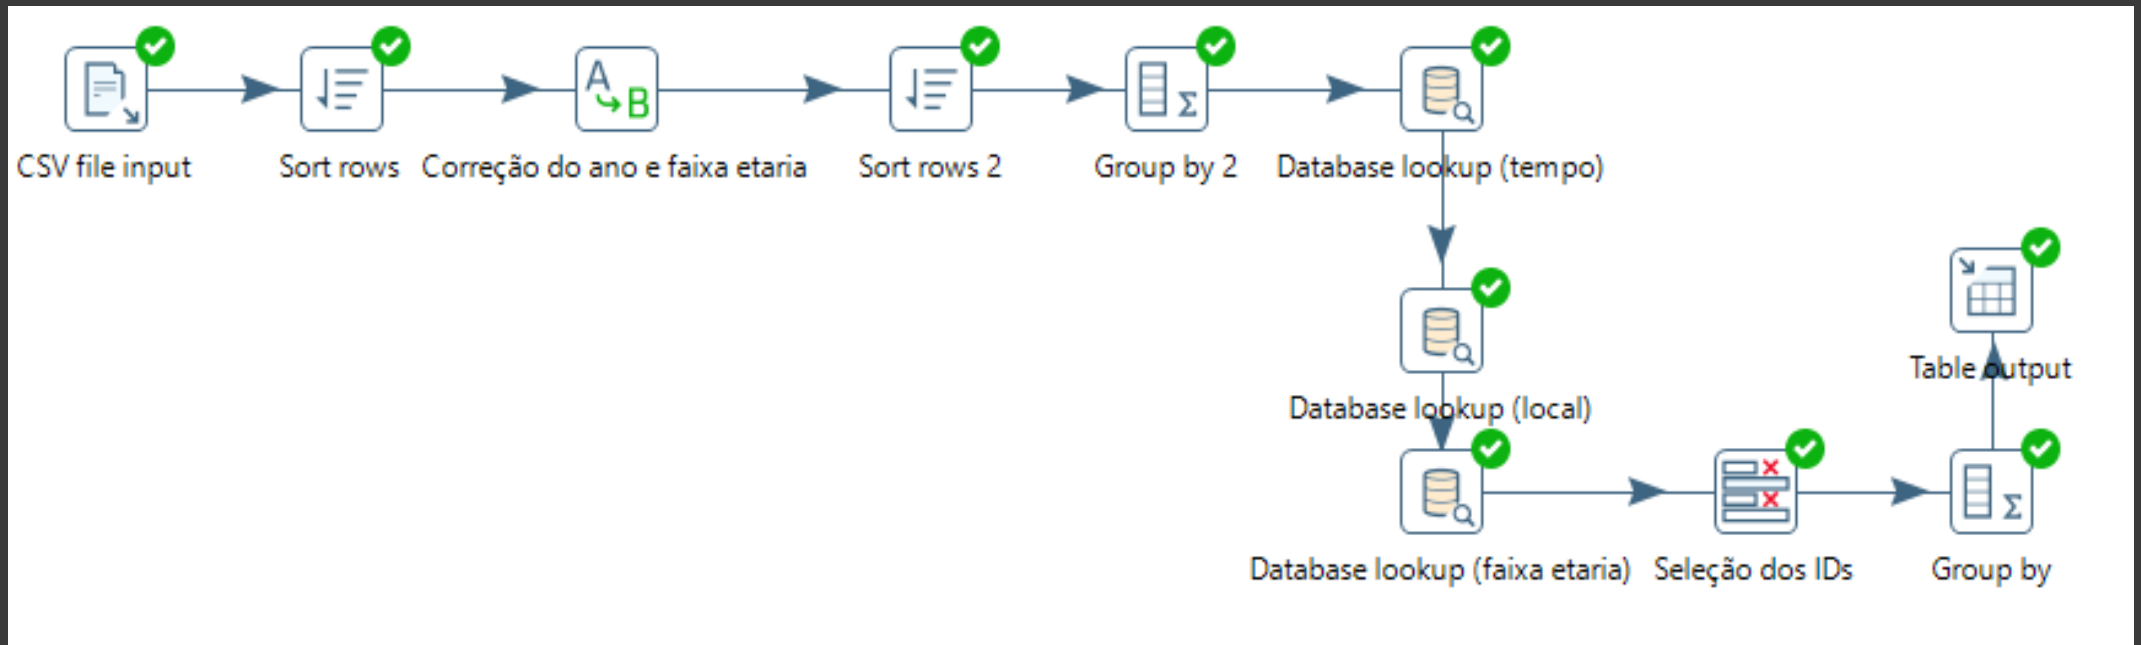 CSV file input
Sort rows
Correção do ano e faixa etaria
Sort rows 2
Group by 2
Database lookup (tempo)
Database lookup (local)
Table output
Database lookup (faixa etaria)
Seleção dos IDs
Group by